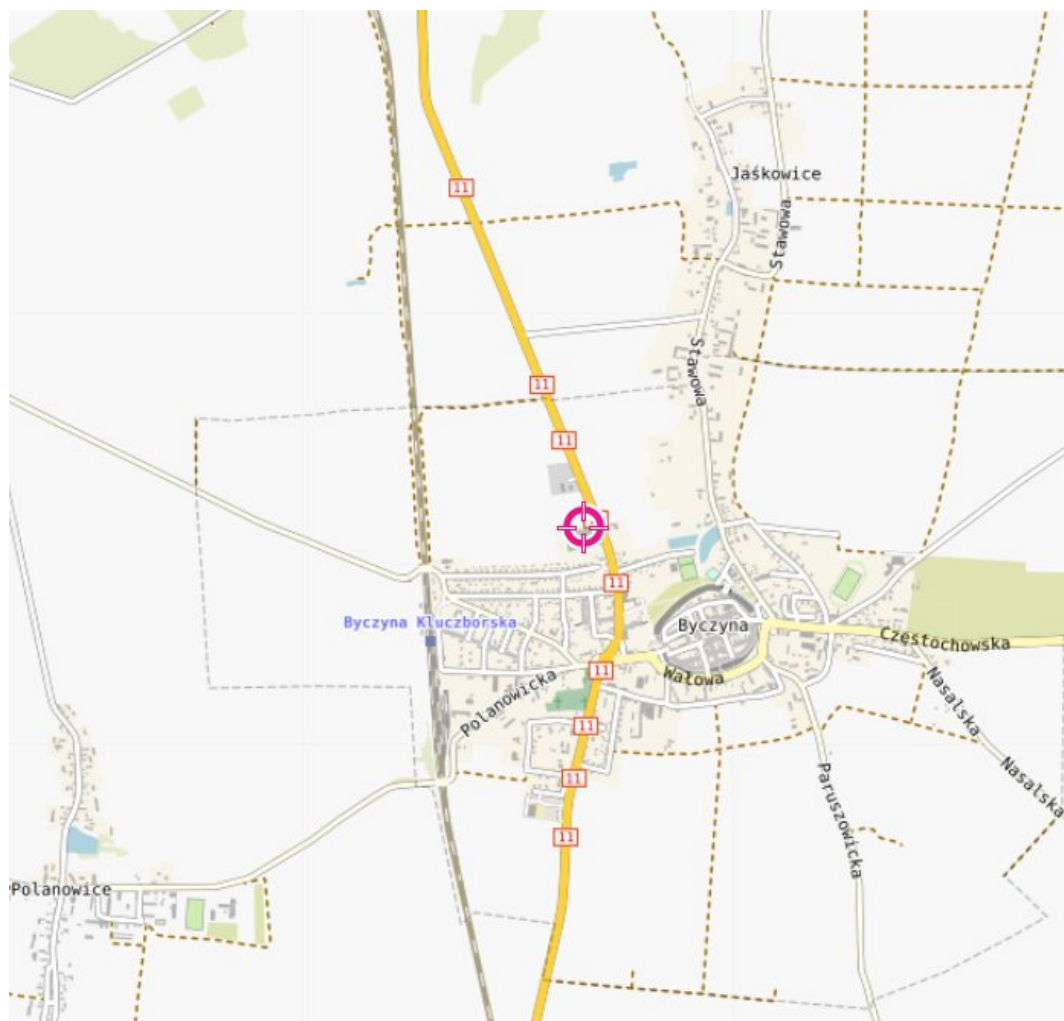 11
Jaśkowice
Stawowa
Stawowa
11
11
11
Byczyna Kluczborska
Byczyna
Częstochowska
11
Wałowa
Polanowicka
Nasalska
11
Nasalska
11
Paruszowicka
11
Polanowice